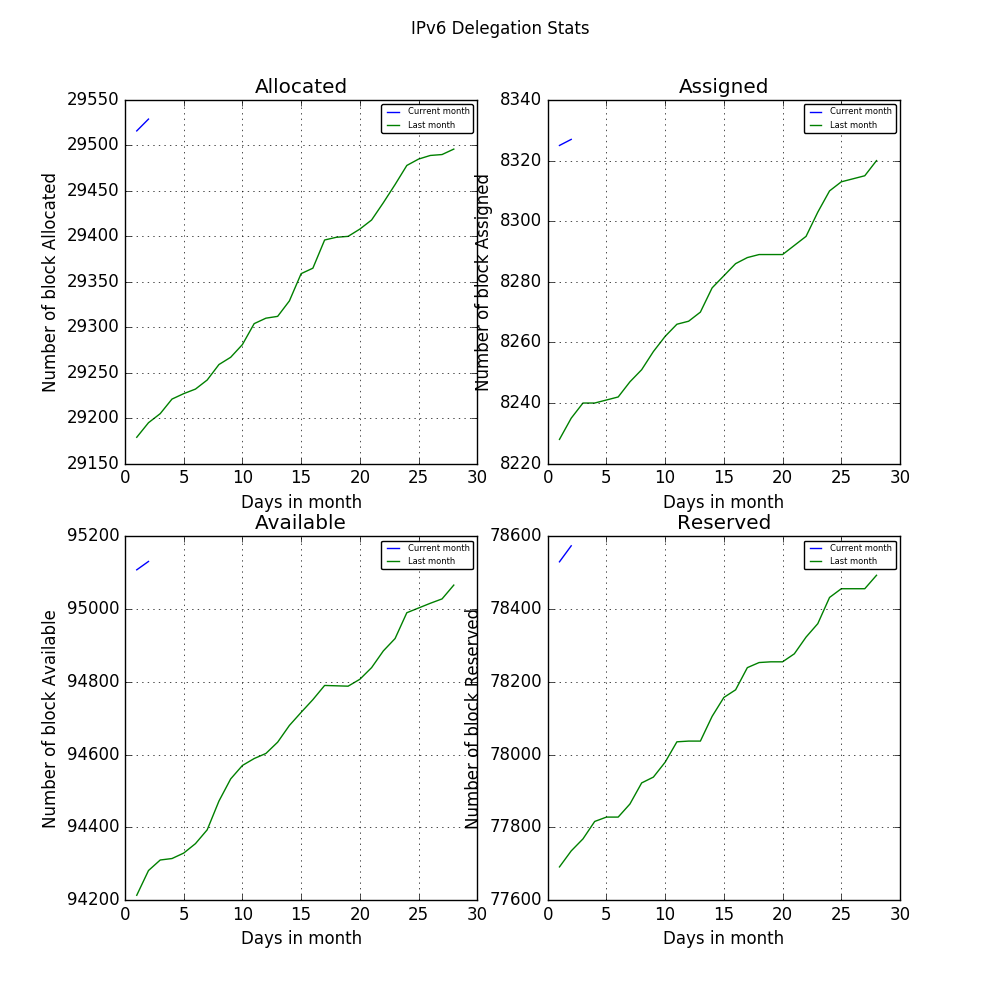 IPv6 Delegation Stats
Allocated
Number of block Allocated
29550
29500
29450
29400
29350
29300
29250
29200
29150
0 5 10 15 20 25 30
Days in month
Current month
Last month
Assigned
Number of block Assigned
8340
8320
8300
8280
8260
8240
8220
0 5 10 15 20 25 30
Days in month
Current month
Last month
Available
Number of block Available
95200
95000
94800
94600
94400
94200
0 5 10 15 20 25 30
Days in month
Current month
Last month
Reserved
Number of block Reserved
78600
78400
78200
78000
77800
77600
0 5 10 15 20 25 30
Days in month
Current month
Last month